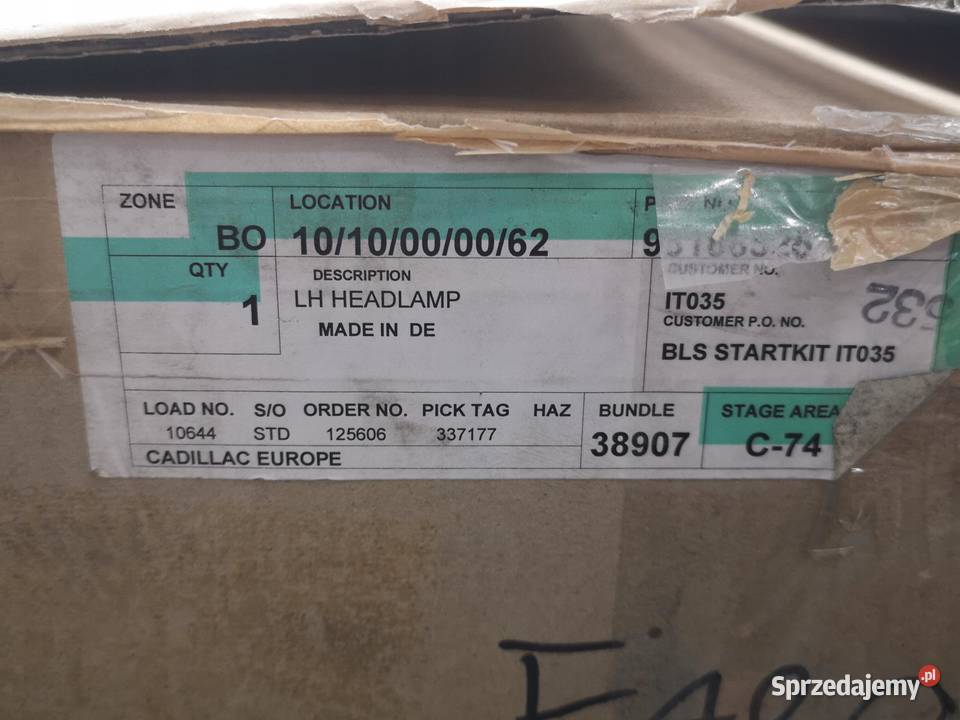 ZONE LOCATION
BO 10/10/00/00/62
QTY DESCRIPTION CUSTOMER NO.
1 LH HEADLAMP IT035
MADE IN DE CUSTOMER P.O. NO.
BLS STARTKIT IT035
LOAD NO. S/O ORDER NO. PICK TAG HAZ BUNDLE STAGE AREA
10644 STD 125606 337177 38907 C-74
CADILLAC EUROPE
Sprzedajemy.pl